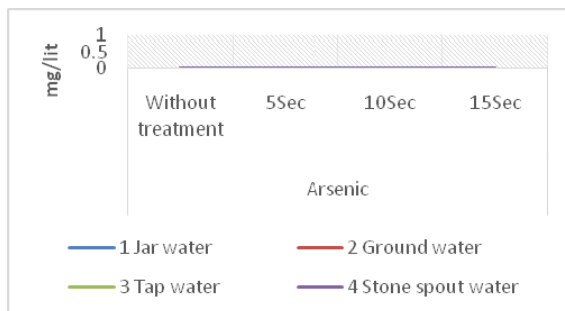 mg/lit
1
0.5
0
Without treatment
5Sec
10Sec
15Sec
Arsenic
1 Jar water
2 Ground water
3 Tap water
4 Stone spout water